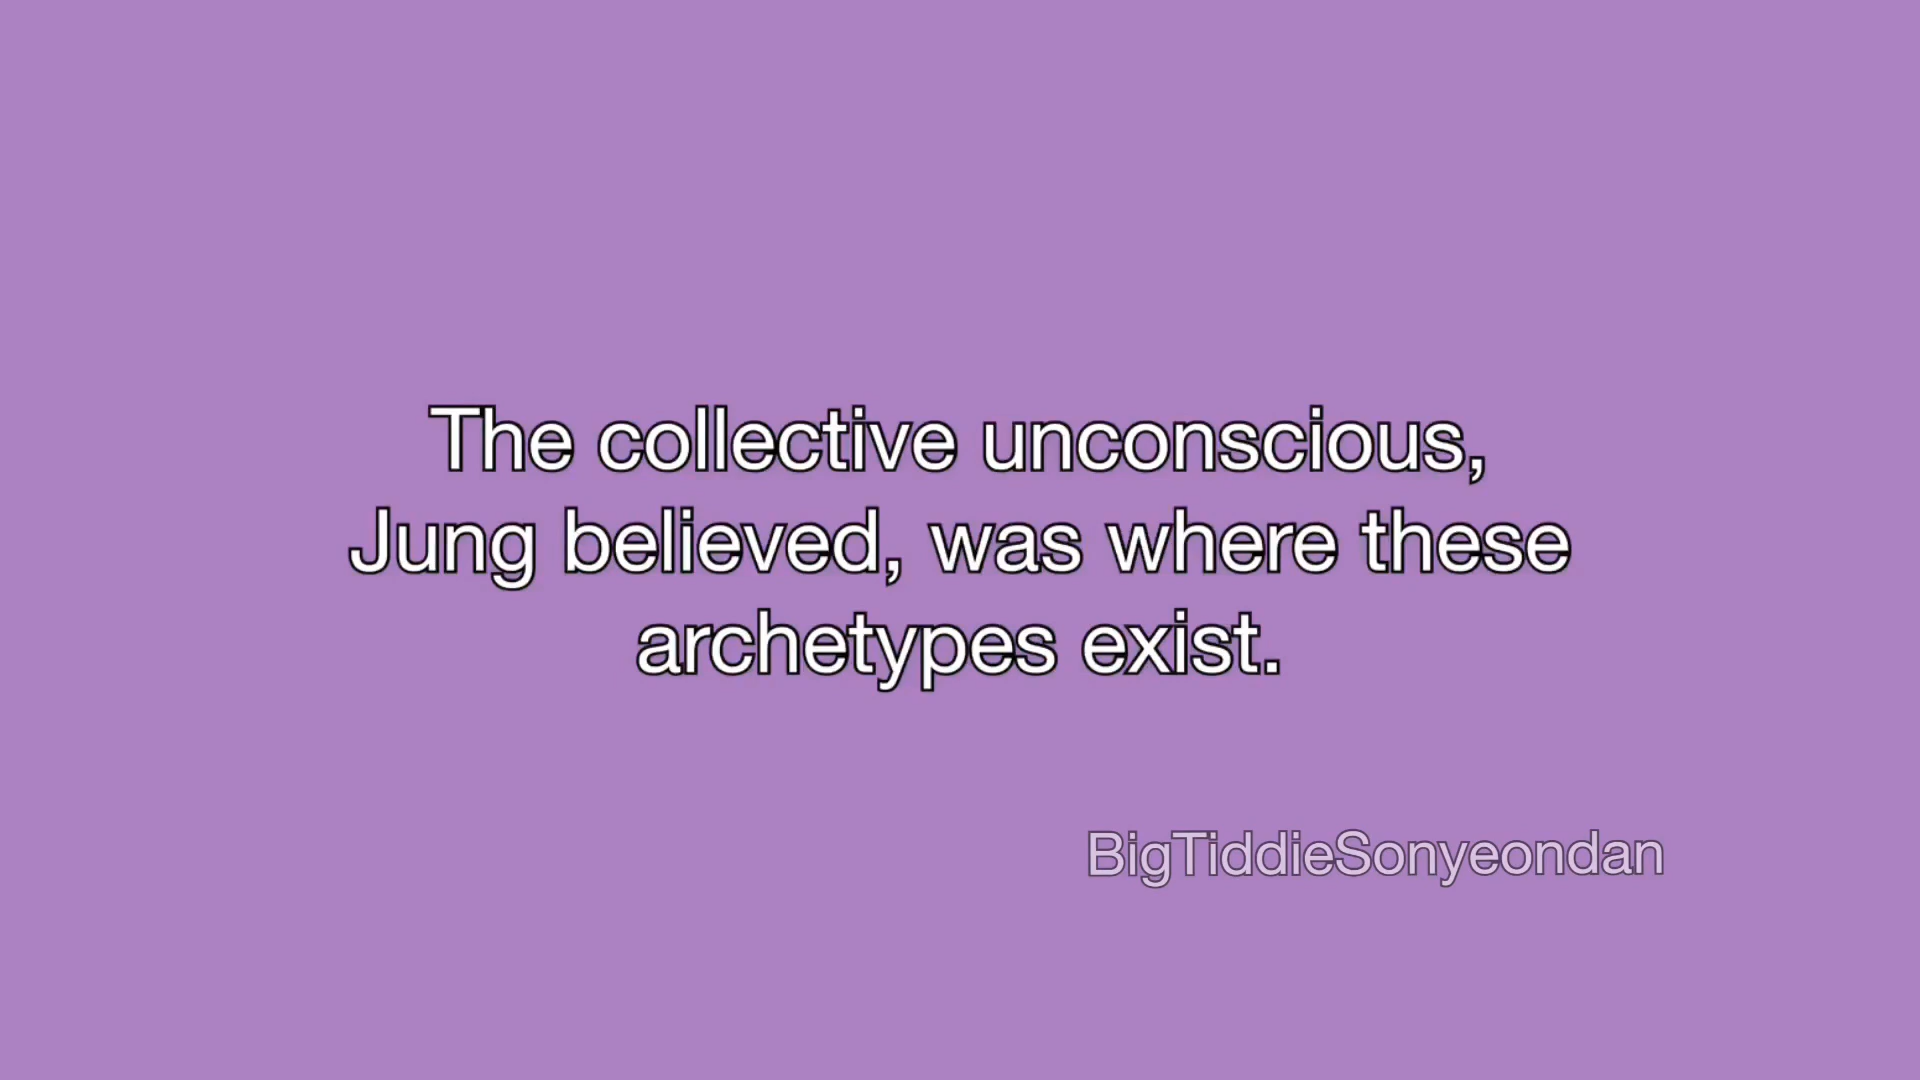 The collective unconscious,
Jung believed, was where these
archetypes exist.
BigTiddieSonyeondan